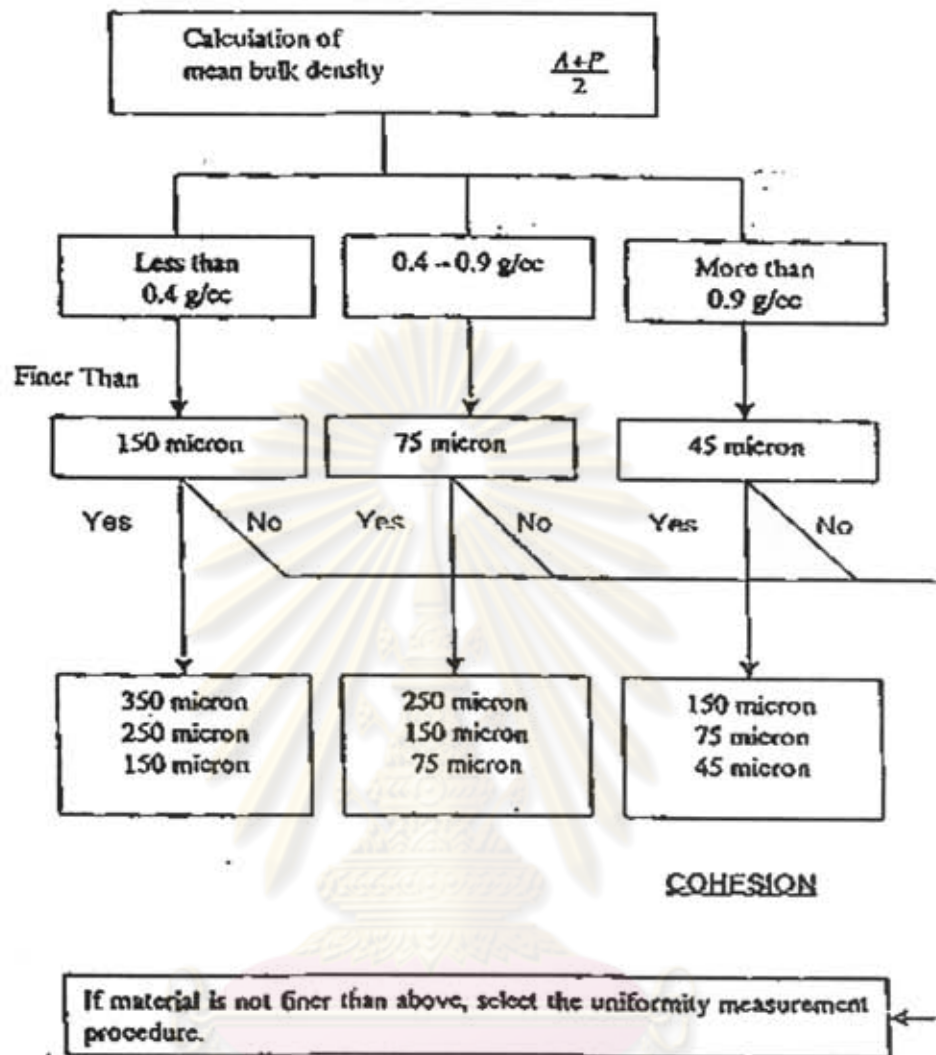 Calculation of
mean bulk density
A+P
2
Less than
0.4 g/cc
0.4 – 0.9 g/cc
More than
0.9 g/cc
Finer Than
150 micron
75 micron
45 micron
Yes
No
Yes
No
Yes
No
350 micron
250 micron
150 micron
250 micron
150 micron
75 micron
150 micron
75 micron
45 micron
COHESION
If material is not finer than above, select the uniformity measurement
procedure.